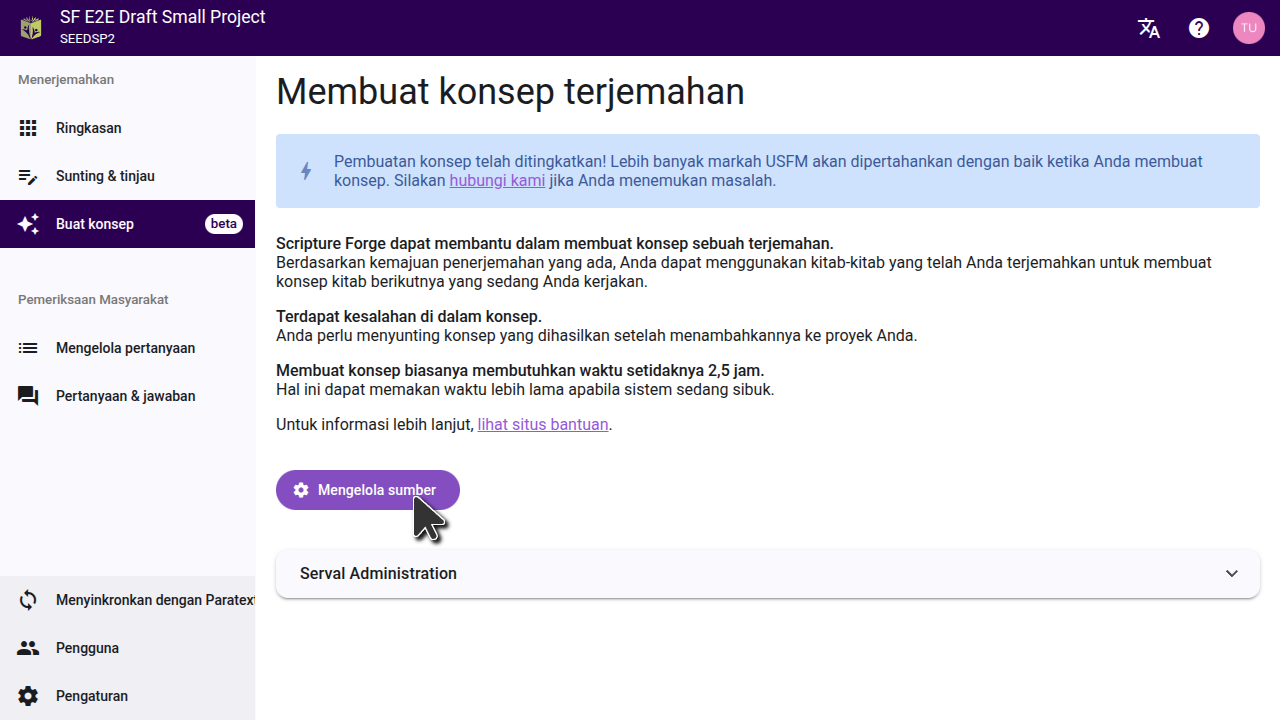 SF E2E Draft Small Project
SEEDSP2
TU
Menerjemahkan
Ringkasan
Sunting & tinjau
Buat konsep
beta
Pemeriksaan Masyarakat
Mengelola pertanyaan
Pertanyaan & jawaban
Menyinkronkan dengan Paratext
Pengguna
Pengaturan
Membuat konsep terjemahan
Pembuatan konsep telah ditingkatkan! Lebih banyak markah USFM akan dipertahankan dengan baik ketika Anda membuat
konsep. Silakan hubungi kami jika Anda menemukan masalah.
Scripture Forge dapat membantu dalam membuat konsep sebuah terjemahan.
Berdasarkan kemajuan penerjemahan yang ada, Anda dapat menggunakan kitab-kitab yang telah Anda terjemahkan untuk membuat
konsep kitab berikutnya yang sedang Anda kerjakan.
Terdapat kesalahan di dalam konsep.
Anda perlu menyunting konsep yang dihasilkan setelah menambahkannya ke proyek Anda.
Membuat konsep biasanya membutuhkan waktu setidaknya 2,5 jam.
Hal ini dapat memakan waktu lebih lama apabila sistem sedang sibuk.
Untuk informasi lebih lanjut, lihat situs bantuan.
Mengelola sumber
Serval Administration